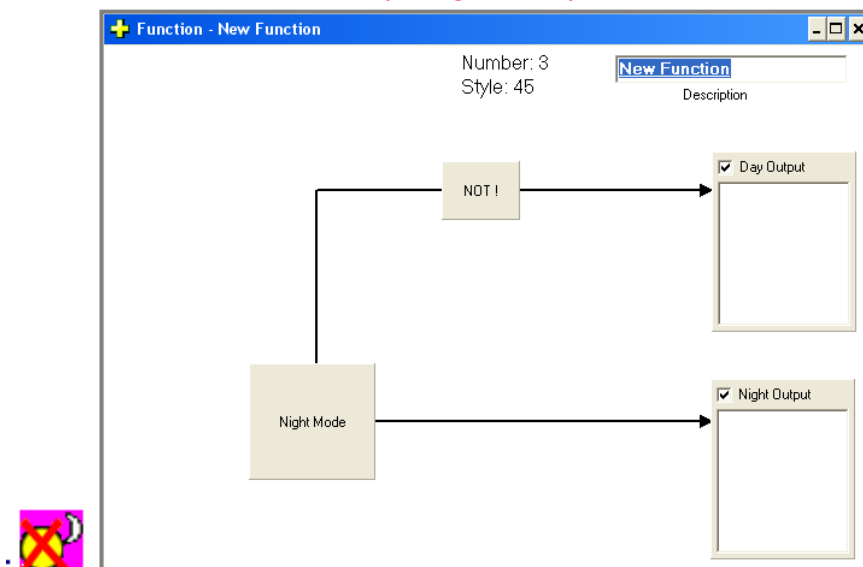 Function - New Function
Number: 3
New Function
Style: 45
Description
Day Output
NOT !
Night Output
Night Mode